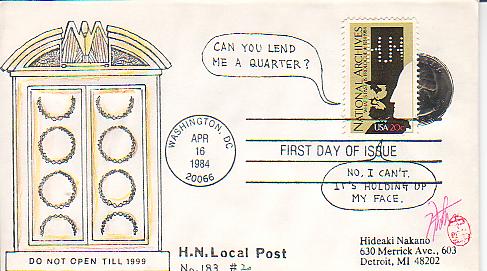 CAN YOU LEND
ME A QUARTER?
NATIONAL ARCHIVES
USA 20c
WASHINGTON, DC
APR
16
1984
20066
FIRST DAY OF ISSUE
NO, I CAN'T.
IT'S HOLDING UP
MY FACE.
DO NOT OPEN TILL 1999
H.N. Local Post
No. 183 #20
Hideaki Nakano
630 Merrick Ave., 603
Detroit, MI 48202